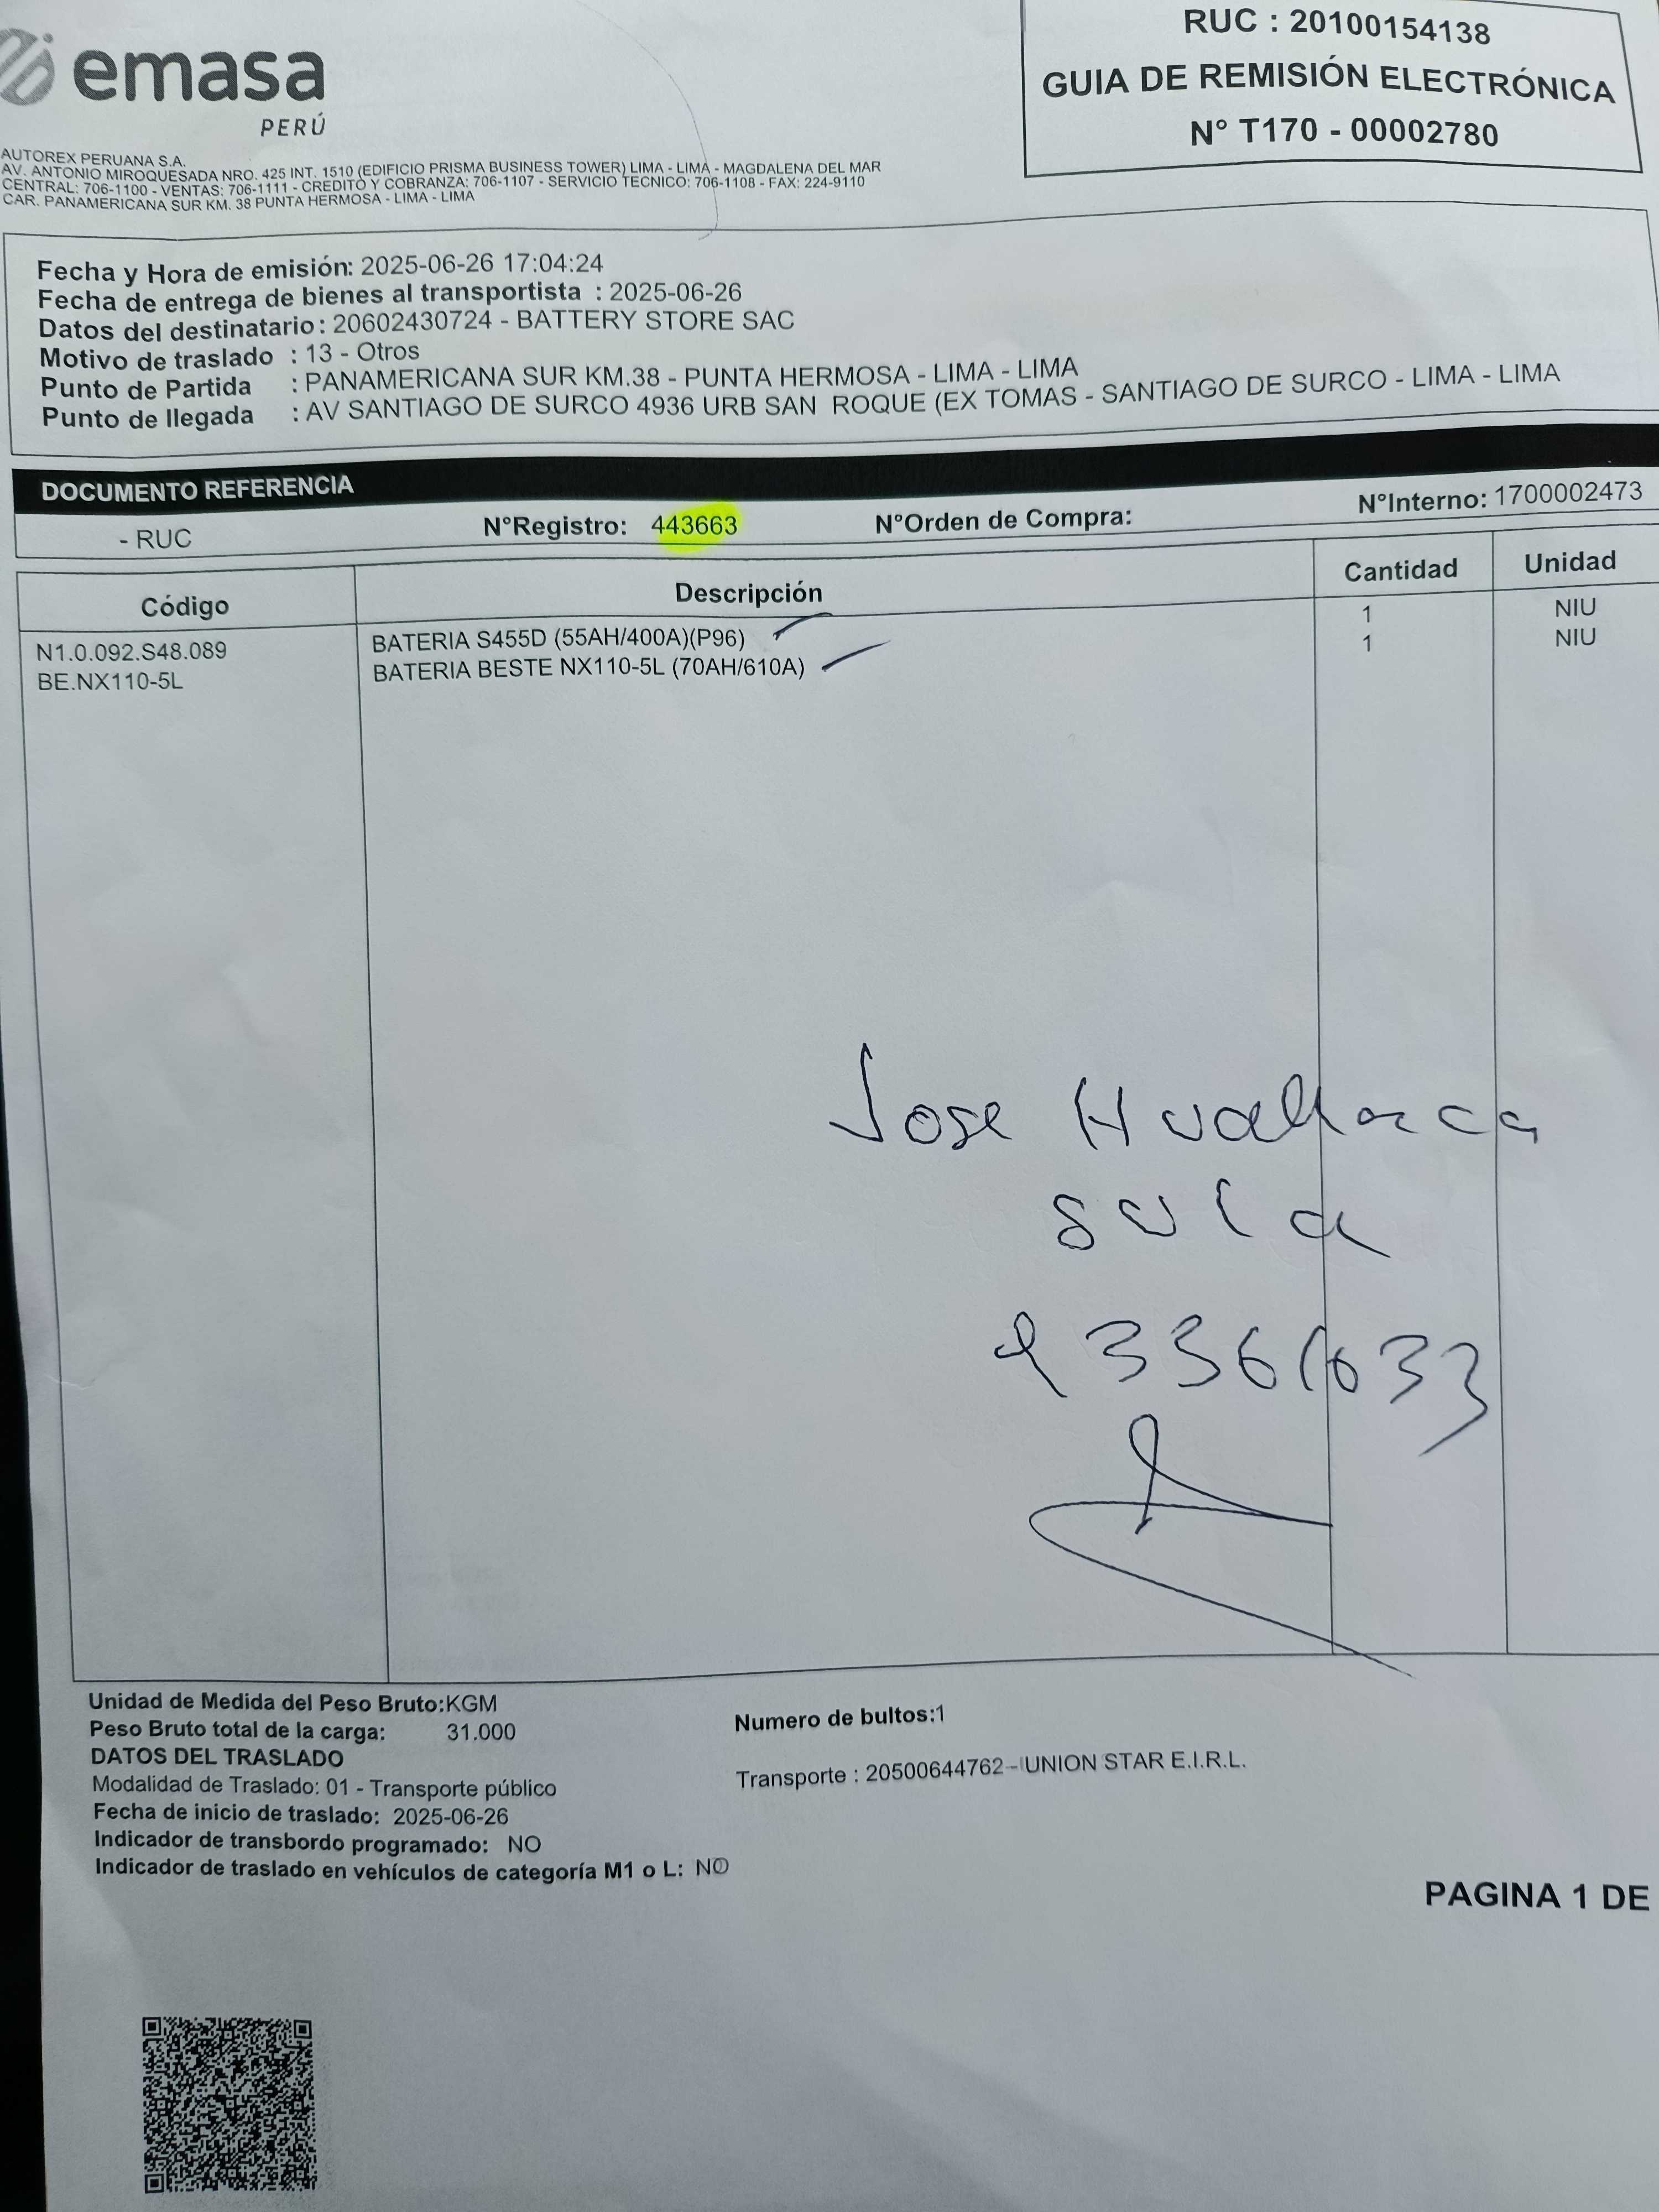 emasa
PERÚ
RUC : 20100154138
GUIA DE REMISIÓN ELECTRÓNICA
N° T170 - 00002780
AUTOREX PERUANA S.A.
AV. ANTONIO MIROQUESADA NRO. 425 INT. 1510 (EDIFICIO PRISMA BUSINESS TOWER) LIMA - LIMA - MAGDALENA DEL MAR
CENTRAL: 706-1100 - VENTAS: 706-1111 - CREDITO Y COBRANZA: 706-1107 - SERVICIO TECNICO: 706-1108 - FAX: 224-9110
CAR. PANAMERICANA SUR KM. 38 PUNTA HERMOSA - LIMA - LIMA
Fecha y Hora de emisión: 2025-06-26 17:04:24
Fecha de entrega de bienes al transportista : 2025-06-26
Datos del destinatario : 20602430724 - BATTERY STORE SAC
Motivo de traslado : 13 - Otros
Punto de Partida : PANAMERICANA SUR KM.38 - PUNTA HERMOSA - LIMA - LIMA
Punto de llegada : AV SANTIAGO DE SURCO 4936 URB SAN ROQUE (EX TOMAS - SANTIAGO DE SURCO - LIMA - LIMA
DOCUMENTO REFERENCIA
- RUC N°Registro: 443663 N°Orden de Compra: N°Interno: 1700002473
Código Descripción Cantidad Unidad
N1.0.092.S48.089 BATERIA S455D (55AH/400A)(P96) 1 NIU
BE.NX110-5L BATERIA BESTE NX110-5L (70AH/610A) 1 NIU
Jose Huallacca
sula
Unidad de Medida del Peso Bruto:KGM
Peso Bruto total de la carga: 31.000
Numero de bultos:1
DATOS DEL TRASLADO
Modalidad de Traslado: 01 - Transporte público
Transporte : 20500644762 - UNION STAR E.I.R.L.
Fecha de inicio de traslado: 2025-06-26
Indicador de transbordo programado: NO
Indicador de traslado en vehículos de categoría M1 o L: NO
PAGINA 1 DE